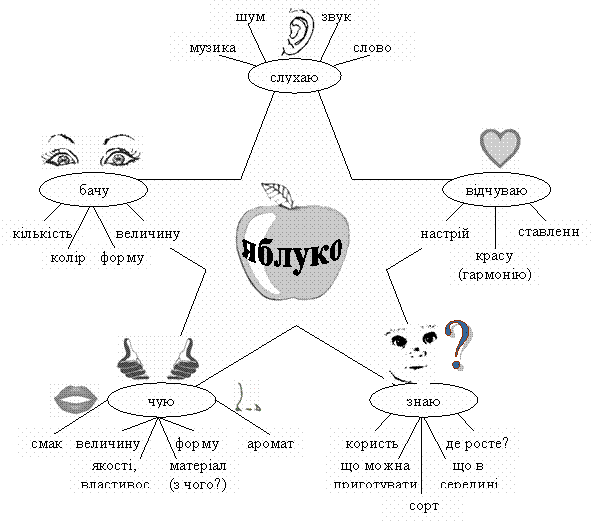 шум звук
музика слово
слухаю
бачу відчуваю
кількість величину
колір форму
настрій ставленн
красу
(гармонію)
яблуко
чую знаю
смак величину форму аромат
якості, матеріал
властивос (з чого?)
користь де росте?
що можна що в
приготувати середині
сорт